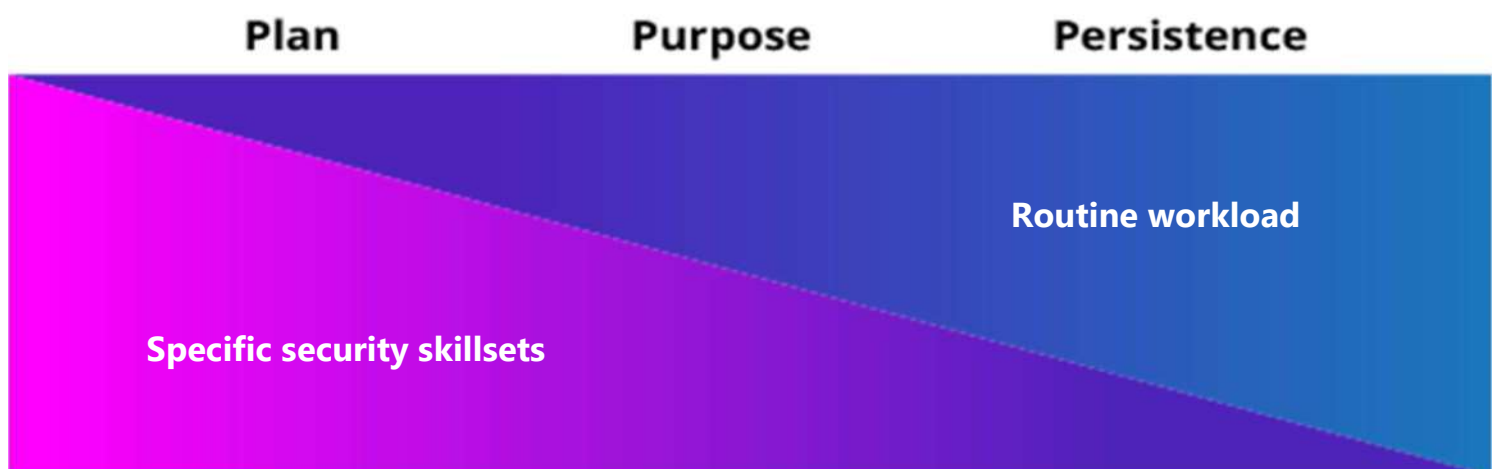 Plan Purpose Persistence
Routine workload
Specific security skillsets